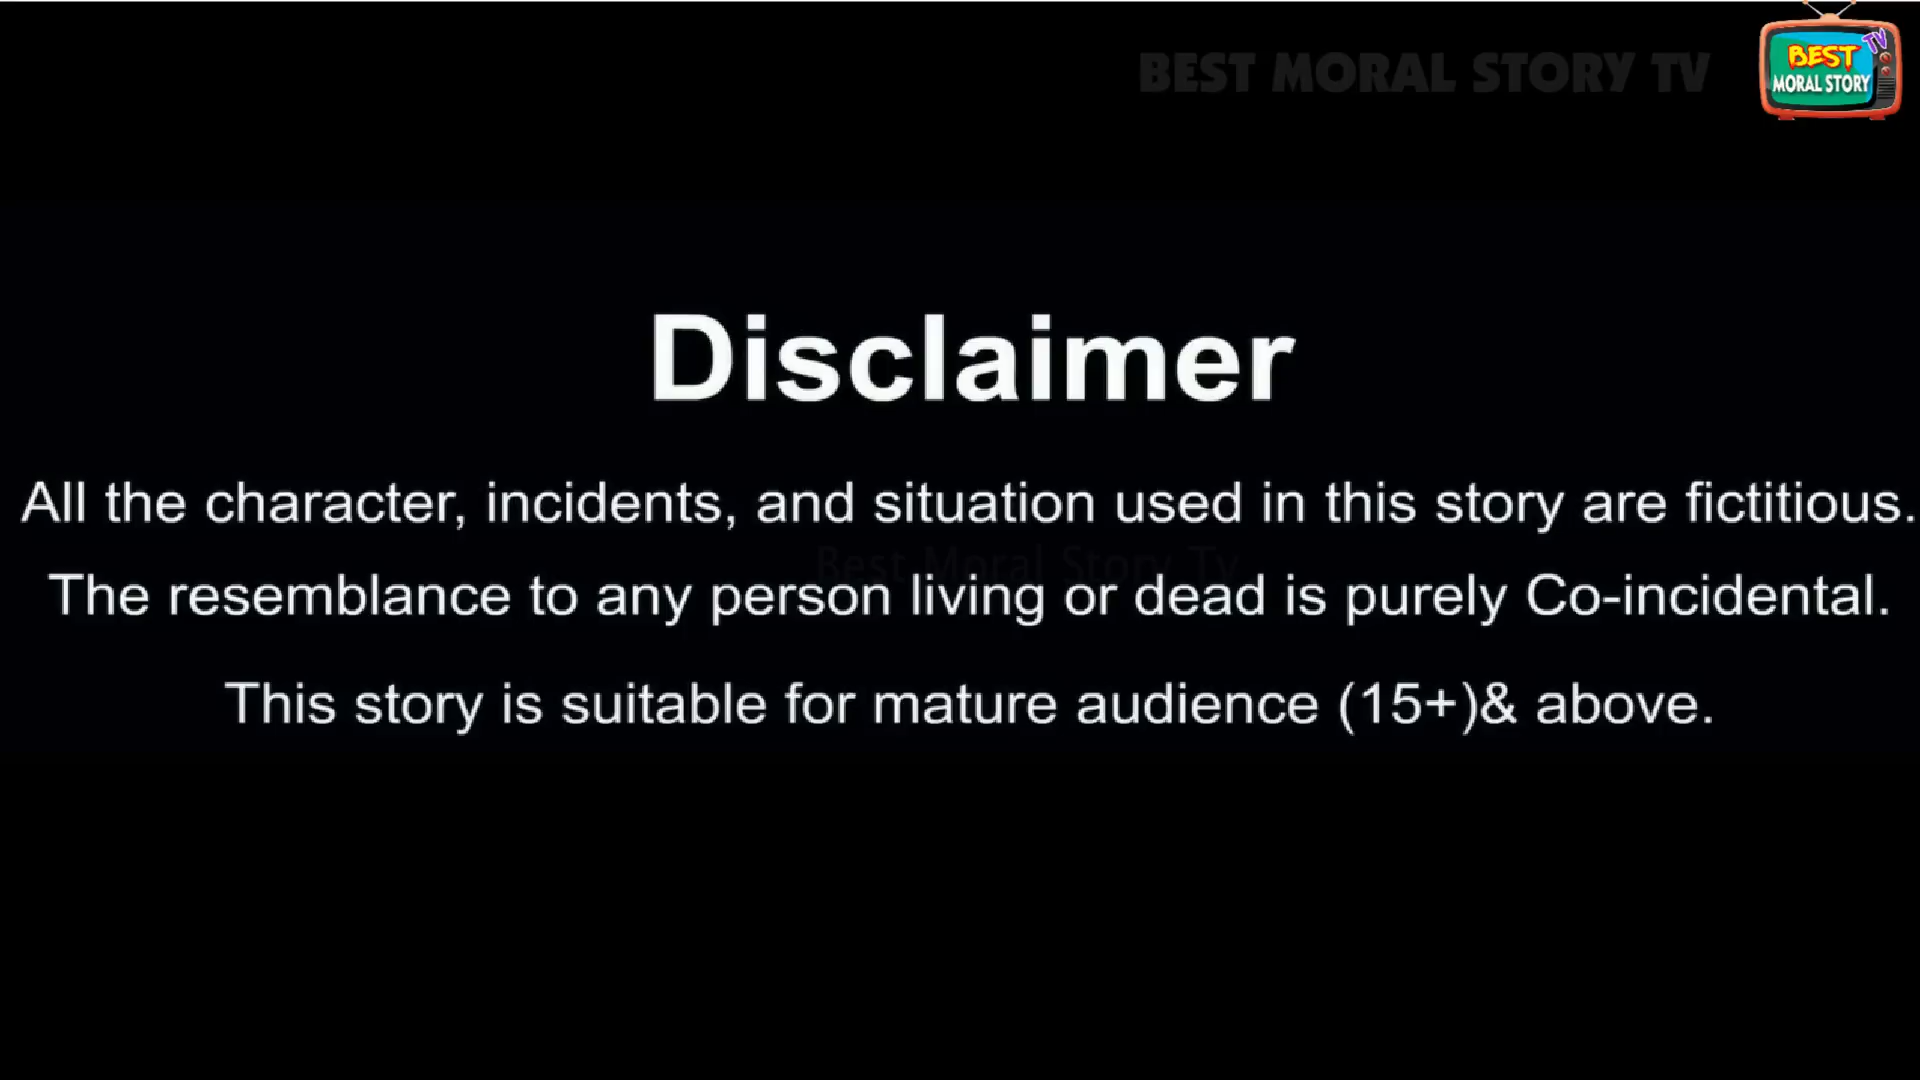 BEST MORAL STORY TV
BEST TV
MORAL STORY
Disclaimer
All the character, incidents, and situation used in this story are fictitious.
Best Moral Story Tv
The resemblance to any person living or dead is purely Co-incidental.
This story is suitable for mature audience (15+)& above.